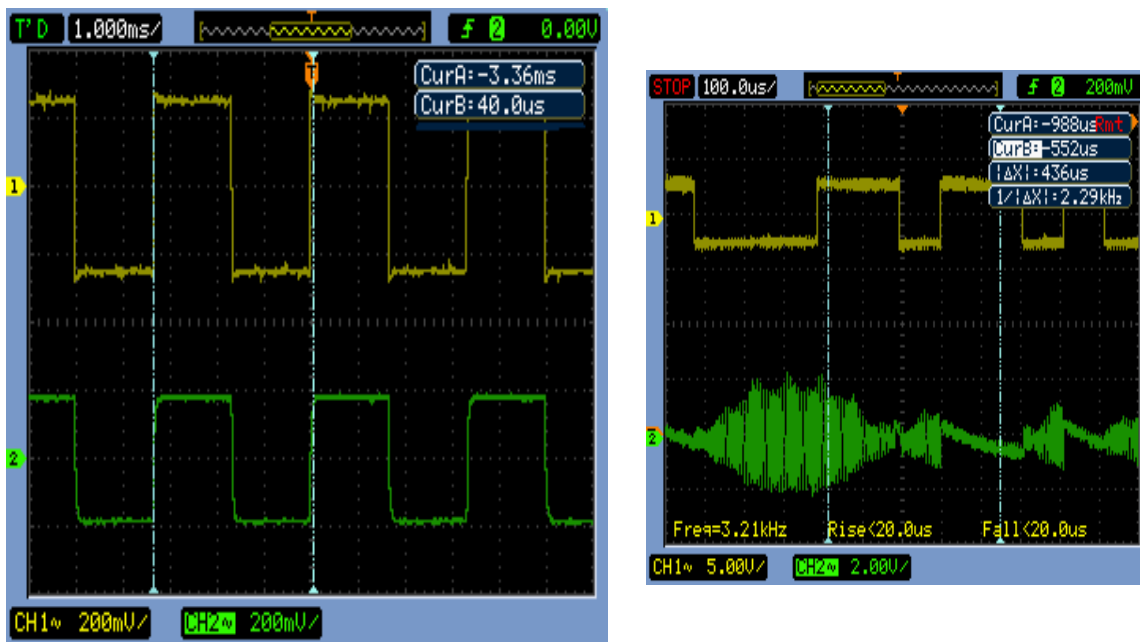 T'D 1.000ms/ T 2 0.00V
CurA:-3.36ms
CurB:40.0us
T
1
2
CH1~ 200mV/ CH2~ 200mV/
STOP 100.0us/ T 2 200mV
CurA:-988us Rmt
CurB:-552us
|ΔX|:436us
1/|ΔX|:2.29kHz
1
2
Freq=3.21kHz Rise<20.0us Fall<20.0us
CH1~ 5.00V/ CH2~ 2.00V/